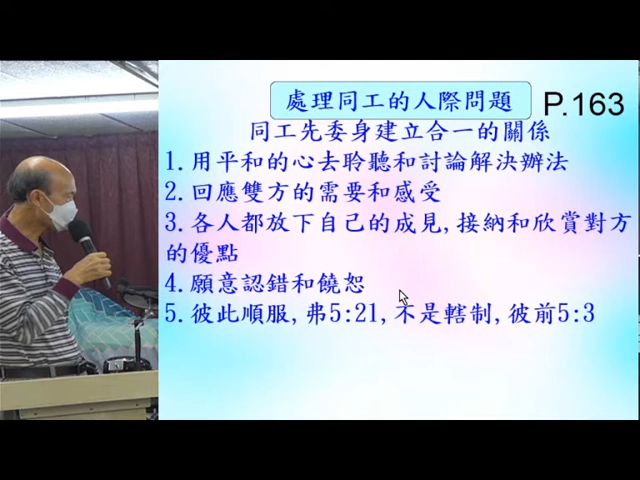 處理同工的人際問題
P.163
同工先委身建立合一的關係
1.用平和的心去聆聽和討論解決辦法
2.回應雙方的需要和感受
3.各人都放下自己的成見,接納和欣賞對方
的優點
4.願意認錯和饒恕
5.彼此順服,弗5:21,不是轄制,彼前5:3